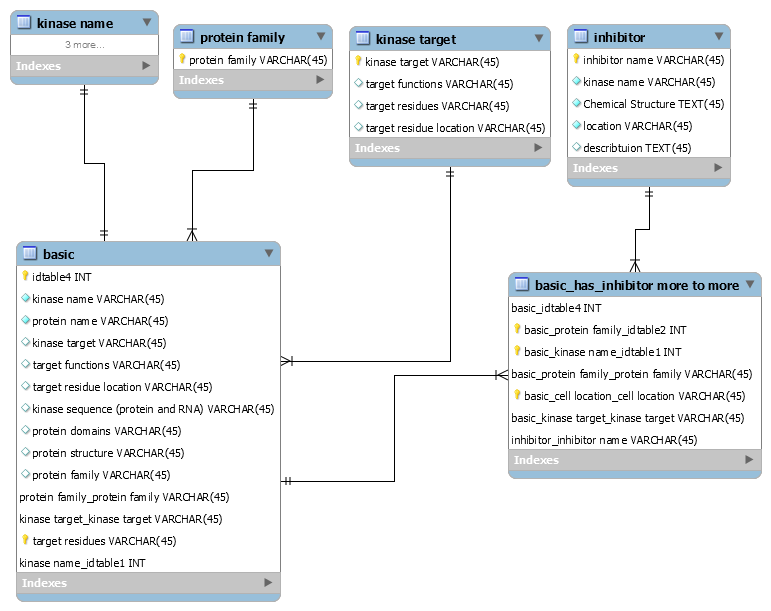 kinase name
3 more...
Indexes
protein family
protein family VARCHAR(45)
Indexes
kinase target
kinase target VARCHAR(45)
target functions VARCHAR(45)
target residues VARCHAR(45)
target residue location VARCHAR(45)
Indexes
inhibitor
inhibitor name VARCHAR(45)
kinase name VARCHAR(45)
Chemical Structure TEXT(45)
location VARCHAR(45)
describtuion TEXT(45)
Indexes
basic
idtable4 INT
kinase name VARCHAR(45)
protein name VARCHAR(45)
kinase target VARCHAR(45)
target functions VARCHAR(45)
target residue location VARCHAR(45)
kinase sequence (protein and RNA) VARCHAR(45)
protein domains VARCHAR(45)
protein structure VARCHAR(45)
protein family VARCHAR(45)
protein family_protein family VARCHAR(45)
kinase target_kinase target VARCHAR(45)
target residues VARCHAR(45)
kinase name_idtable1 INT
Indexes
basic_has_inhibitor more to more
basic_idtable4 INT
basic_protein family_idtable2 INT
basic_kinase name_idtable1 INT
basic_protein family_protein family VARCHAR(45)
basic_cell location_cell location VARCHAR(45)
basic_kinase target_kinase target VARCHAR(45)
inhibitor_inhibitor name VARCHAR(45)
Indexes